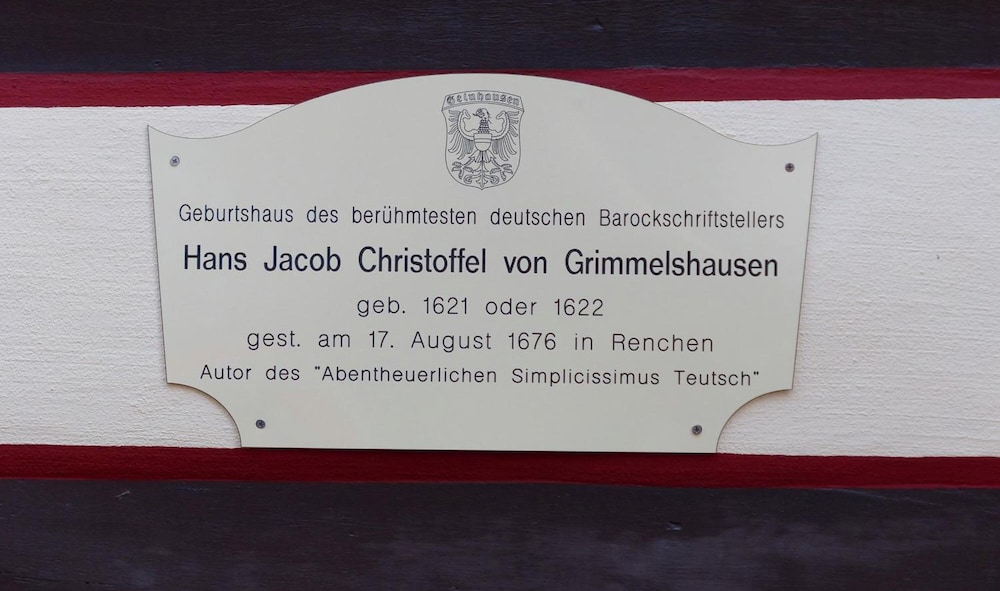 Gelnhausen
Geburtshaus des berühmtesten deutschen Barockschriftstellers
Hans Jacob Christoffel von Grimmelshausen
geb. 1621 oder 1622
gest. am 17. August 1676 in Renchen
Autor des "Abentheuerlichen Simplicissimus Teutsch"